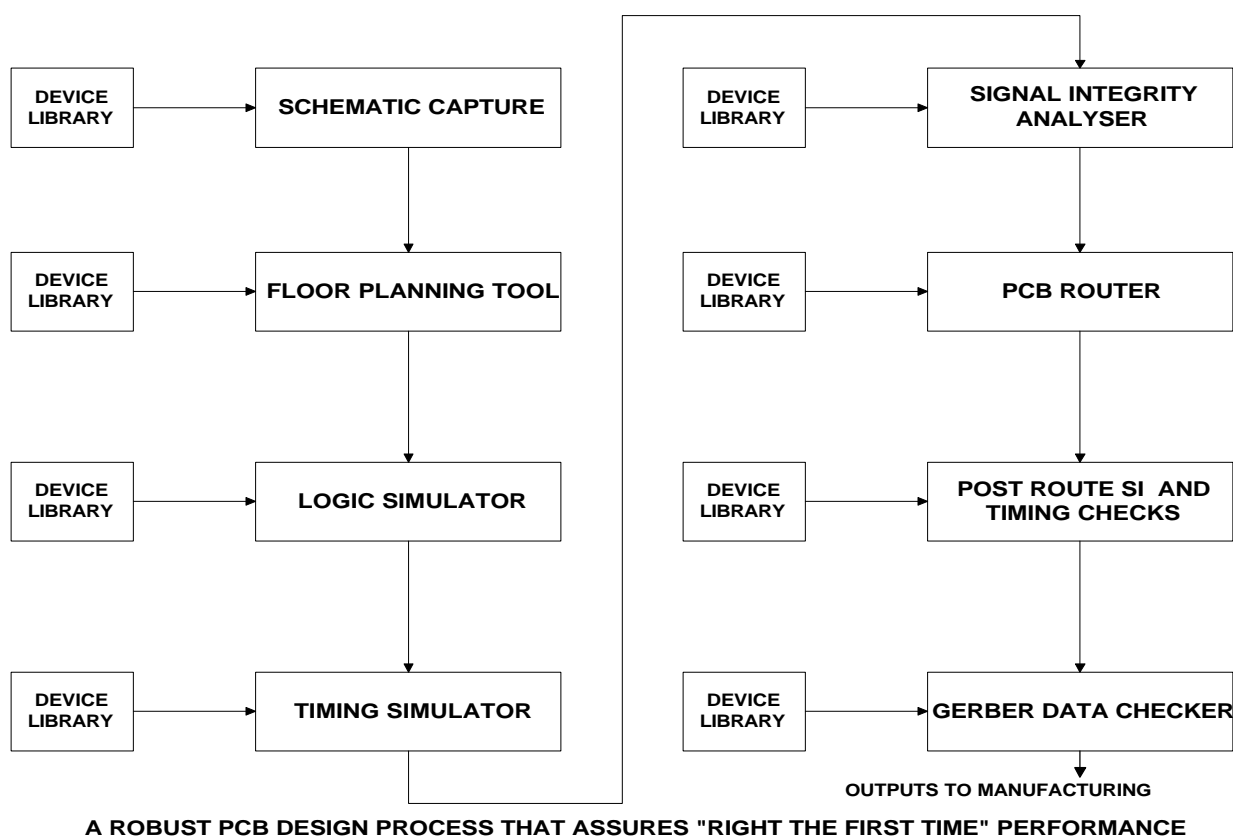 DEVICE
LIBRARY
SCHEMATIC CAPTURE
DEVICE
LIBRARY
FLOOR PLANNING TOOL
DEVICE
LIBRARY
LOGIC SIMULATOR
DEVICE
LIBRARY
TIMING SIMULATOR
DEVICE
LIBRARY
SIGNAL INTEGRITY
ANALYSER
DEVICE
LIBRARY
PCB ROUTER
DEVICE
LIBRARY
POST ROUTE SI AND
TIMING CHECKS
DEVICE
LIBRARY
GERBER DATA CHECKER
OUTPUTS TO MANUFACTURING
A ROBUST PCB DESIGN PROCESS THAT ASSURES "RIGHT THE FIRST TIME" PERFORMANCE